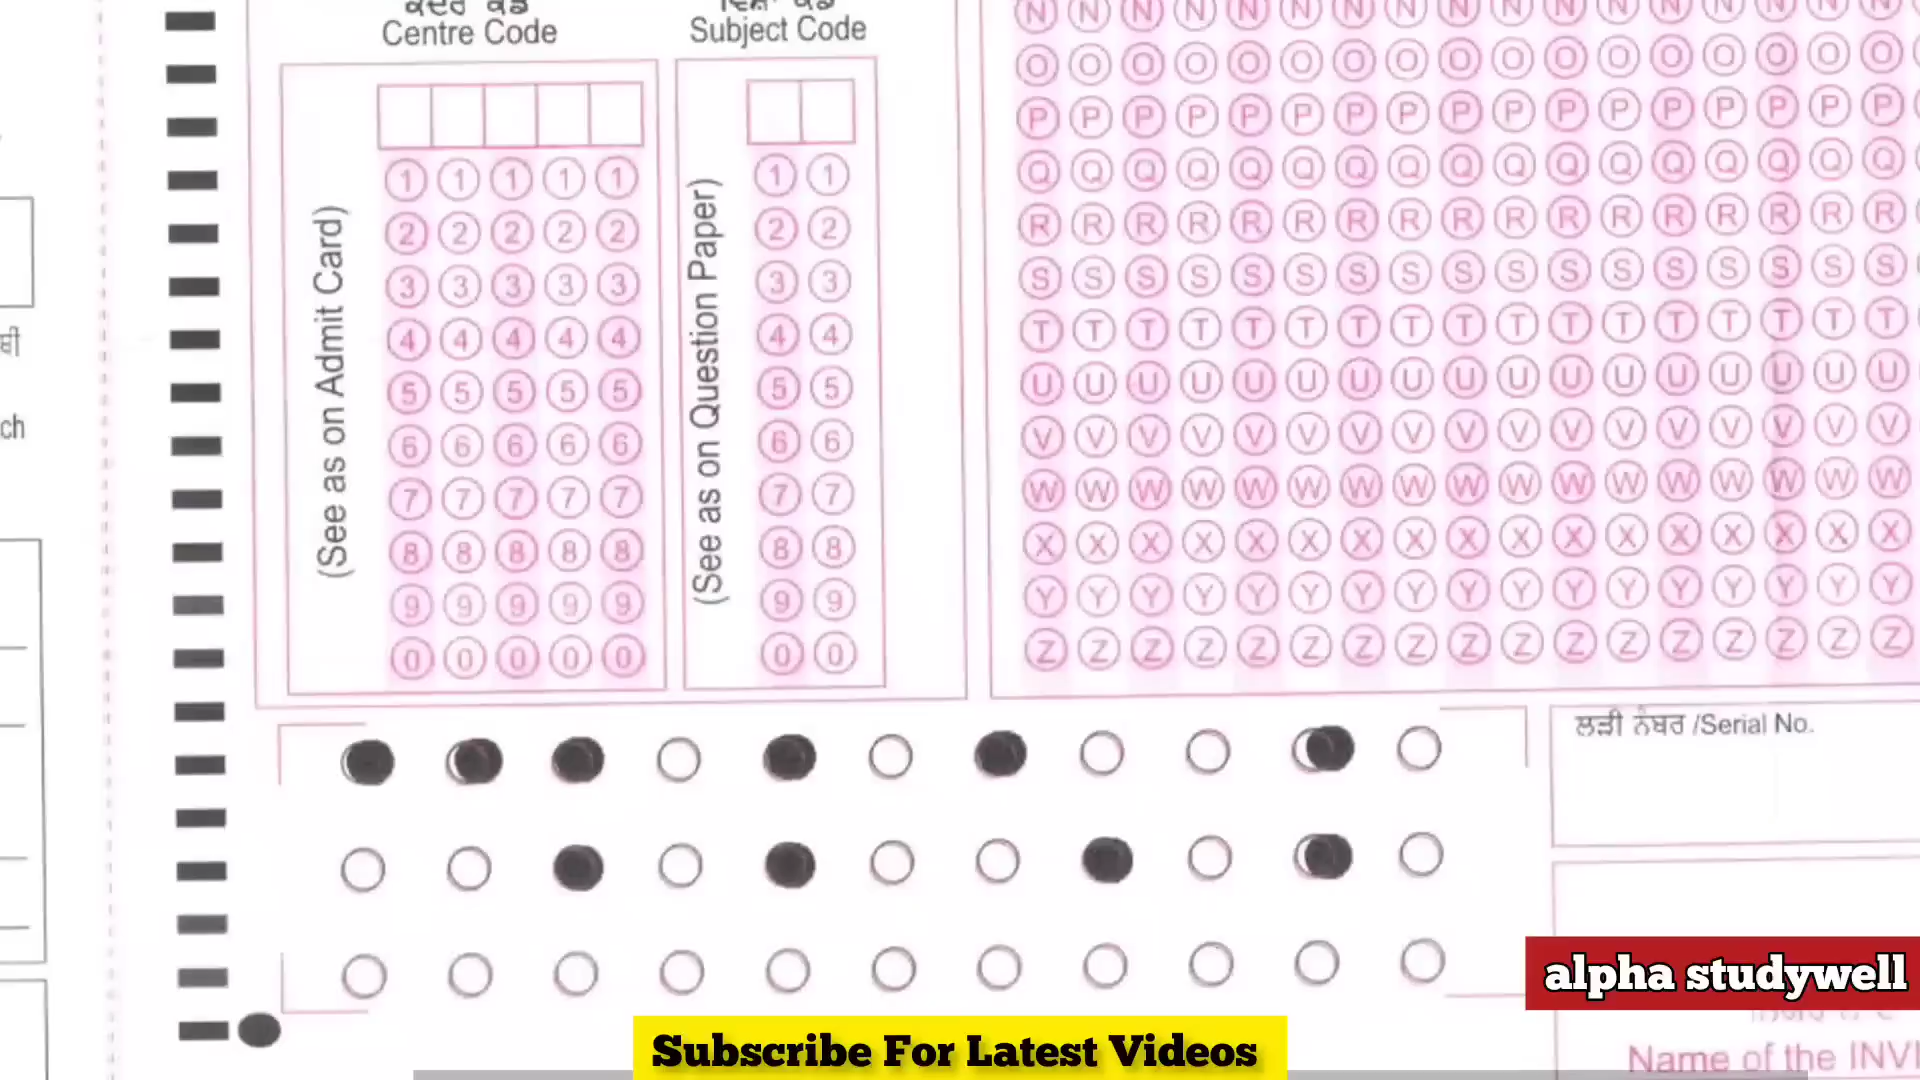 Centre Code
Subject Code
(See as on Admit Card)
1 1 1 1 1
2 2 2 2 2
3 3 3 3 3
4 4 4 4 4
5 5 5 5 5
6 6 6 6 6
7 7 7 7 7
8 8 8 8 8
9 9 9 9 9
0 0 0 0 0
(See as on Question Paper)
1 1
2 2
3 3
4 4
5 5
6 6
7 7
8 8
9 9
0 0
N N N N N N N N N N N N N N N N N
O O O O O O O O O O O O O O O O O
P P P P P P P P P P P P P P P P P
Q Q Q Q Q Q Q Q Q Q Q Q Q Q Q Q Q
R R R R R R R R R R R R R R R R R
S S S S S S S S S S S S S S S S S
T T T T T T T T T T T T T T T T T
U U U U U U U U U U U U U U U U U
V V V V V V V V V V V V V V V V V
W W W W W W W W W W W W W W W W W
X X X X X X X X X X X X X X X X X
Y Y Y Y Y Y Y Y Y Y Y Y Y Y Y Y Y
Z Z Z Z Z Z Z Z Z Z Z Z Z Z Z Z Z
ਲੜੀ ਨੰਬਰ /Serial No.
alpha studywell
Name of the
Subscribe For Latest Videos